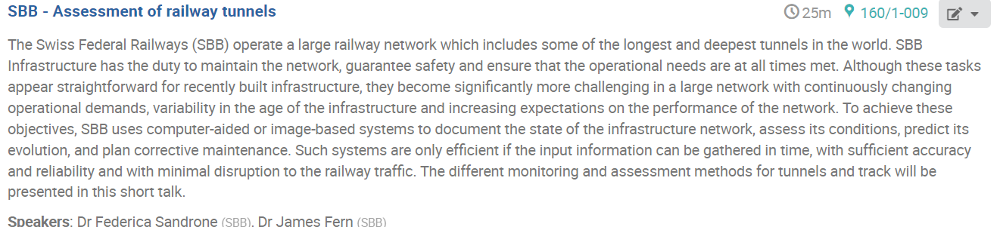 SBB - Assessment of railway tunnels
25m 160/1-009
The Swiss Federal Railways (SBB) operate a large railway network which includes some of the longest and deepest tunnels in the world. SBB
Infrastructure has the duty to maintain the network, guarantee safety and ensure that the operational needs are at all times met. Although these tasks
appear straightforward for recently built infrastructure, they become significantly more challenging in a large network with continuously changing
operational demands, variability in the age of the infrastructure and increasing expectations on the performance of the network. To achieve these
objectives, SBB uses computer-aided or image-based systems to document the state of the infrastructure network, assess its conditions, predict its
evolution, and plan corrective maintenance. Such systems are only efficient if the input information can be gathered in time, with sufficient accuracy
and reliability and with minimal disruption to the railway traffic. The different monitoring and assessment methods for tunnels and track will be
presented in this short talk.
Speakers: Dr Federica Sandrone (SBB), Dr James Fern (SBB)